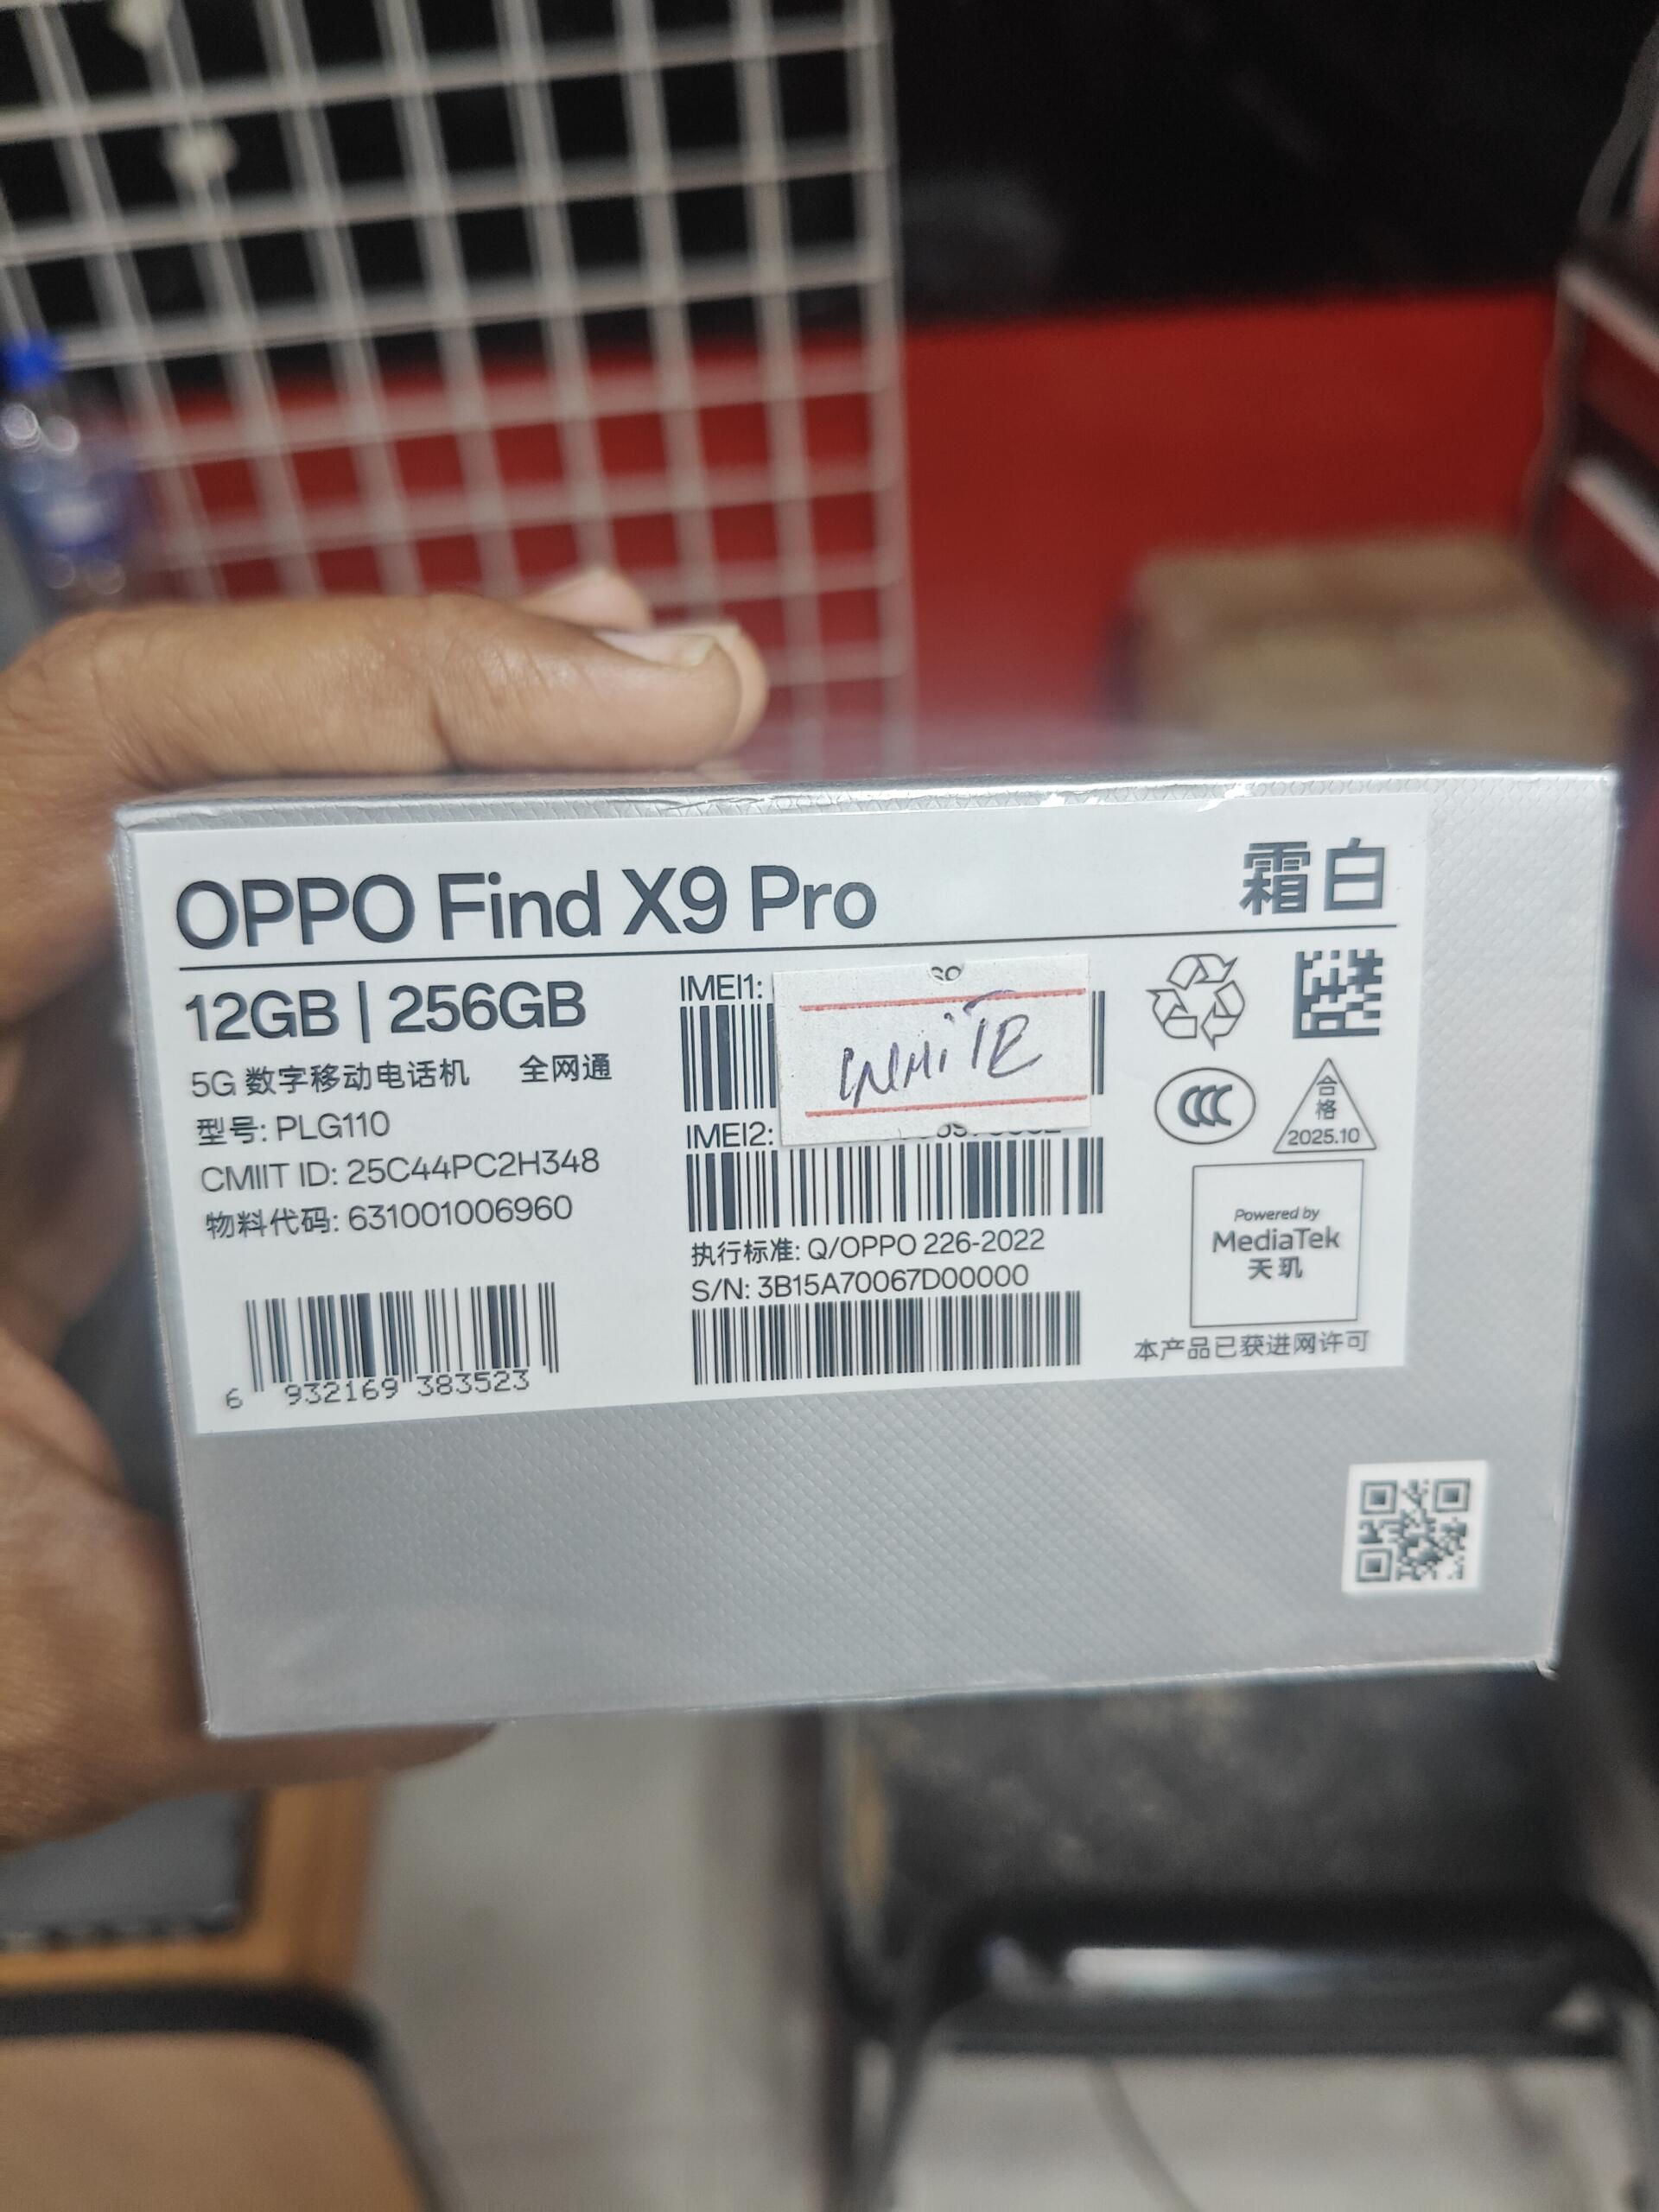 OPPO Find X9 Pro
霜白
12GB | 256GB
5G 数字移动电话机 全网通
型号: PLG110
CMIIT ID: 25C44PC2H348
物料代码: 631001006960
6 932169 383523
IMEI1:
WHiTE
IMEI2:
执行标准: Q/OPPO 226-2022
S/N: 3B15A70067D00000
CCC
合格
2025.10
Powered by
MediaTek
天玑
本产品已获进网许可